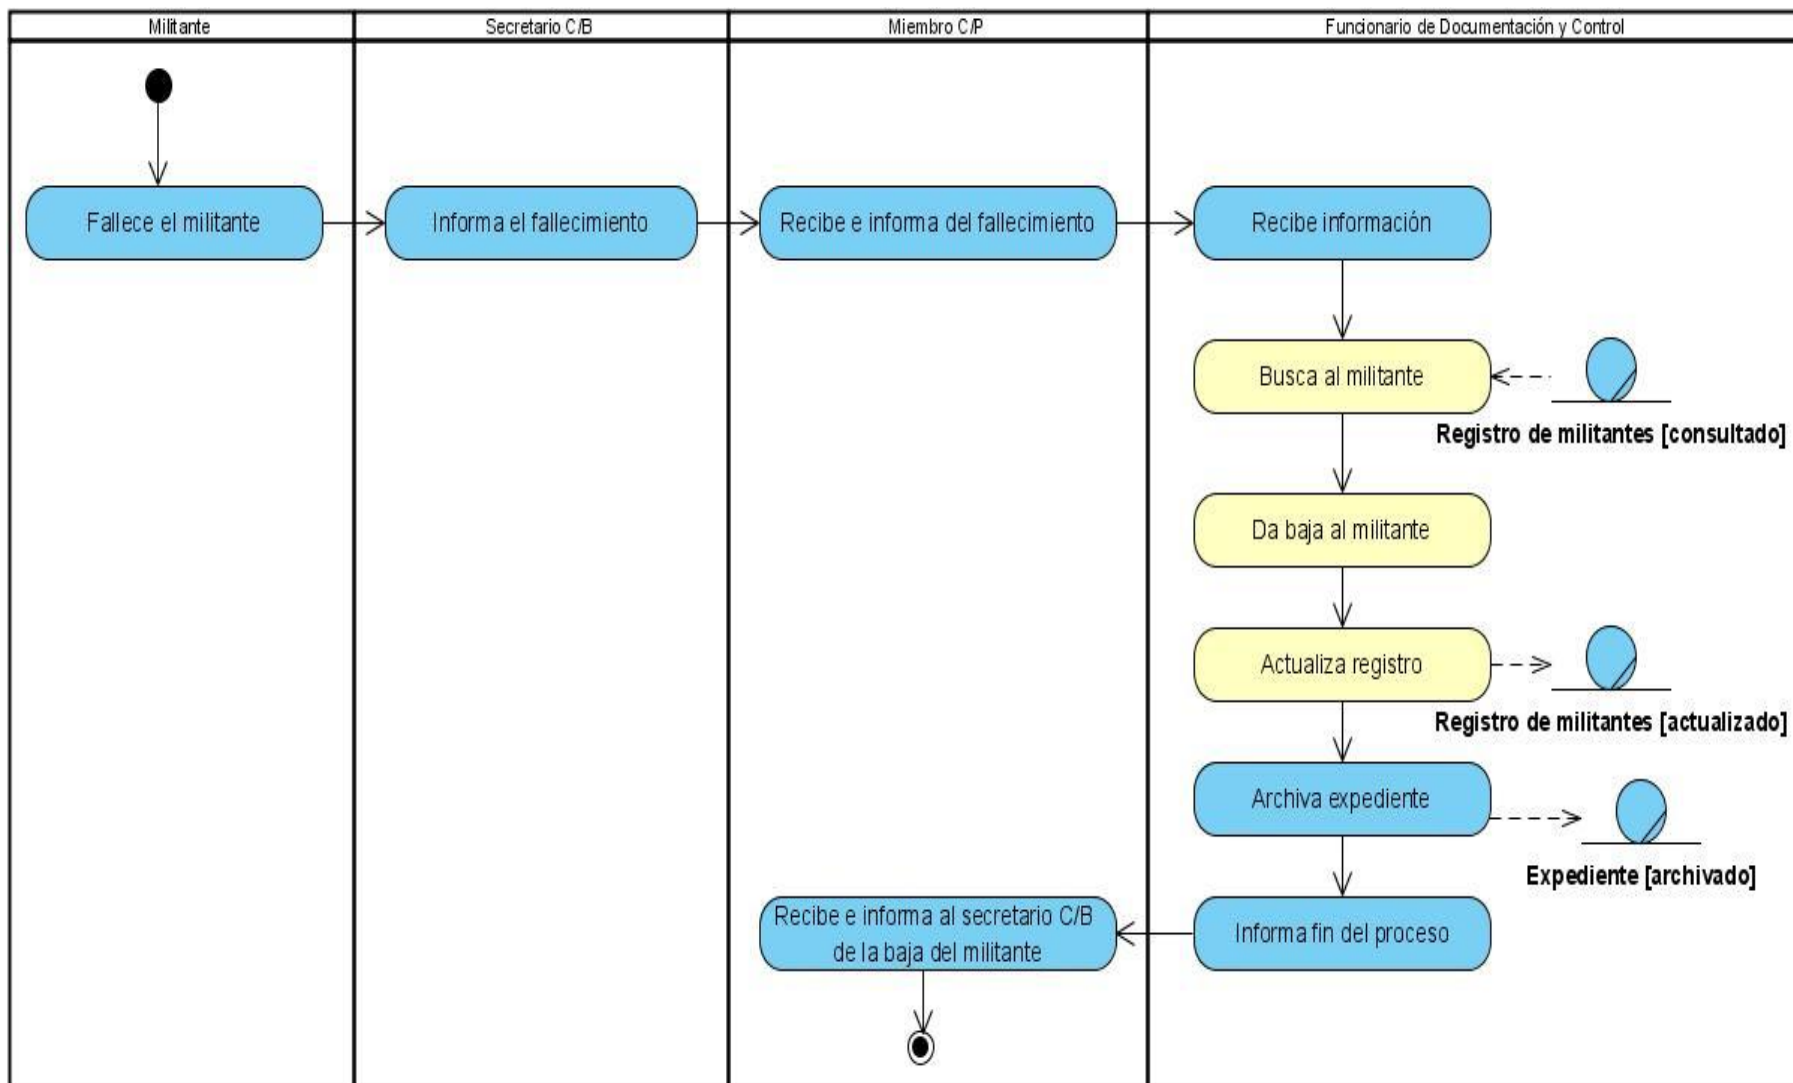 Militante
Secretario C/B
Miembro C/P
Funcionario de Documentación y Control
Fallece el militante
Informa el fallecimiento
Recibe e informa del fallecimiento
Recibe información
Busca al militante
Registro de militantes [consultado]
Da baja al militante
Actualiza registro
Registro de militantes [actualizado]
Archiva expediente
Expediente [archivado]
Recibe e informa al secretario C/B
de la baja del militante
Informa fin del proceso